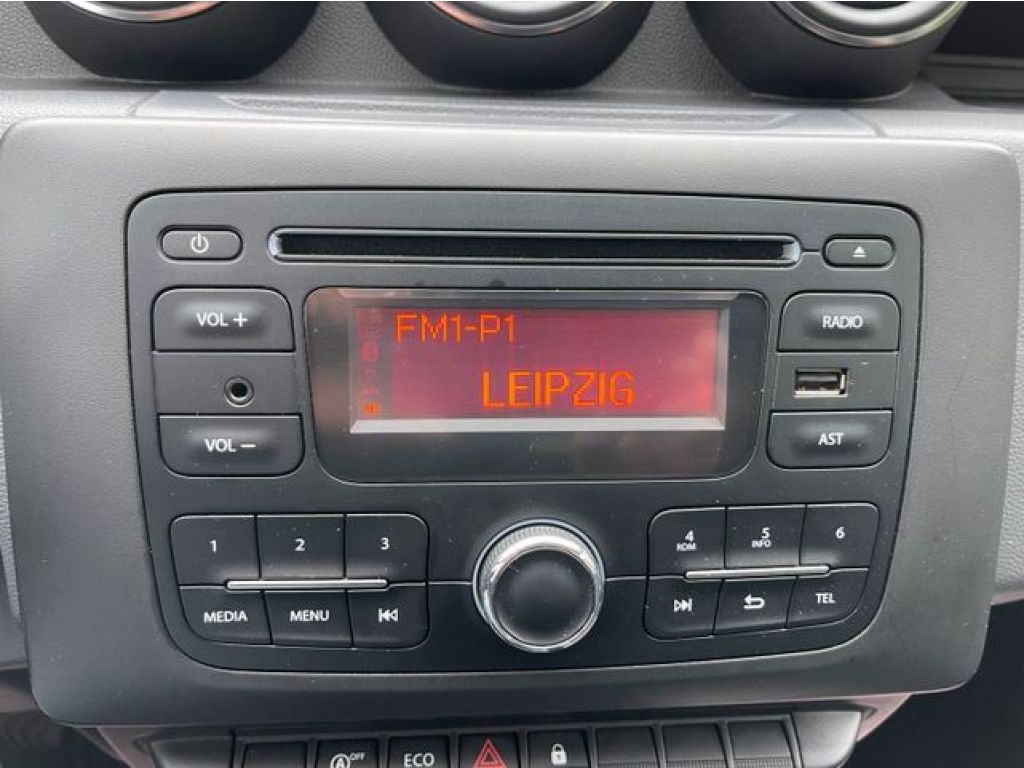 VOL +
FM1-P1
LEIPZIG
RADIO
VOL –
AST
1 2 3
4 RDM
5 INFO
6
MEDIA MENU
TEL
A OFF
ECO